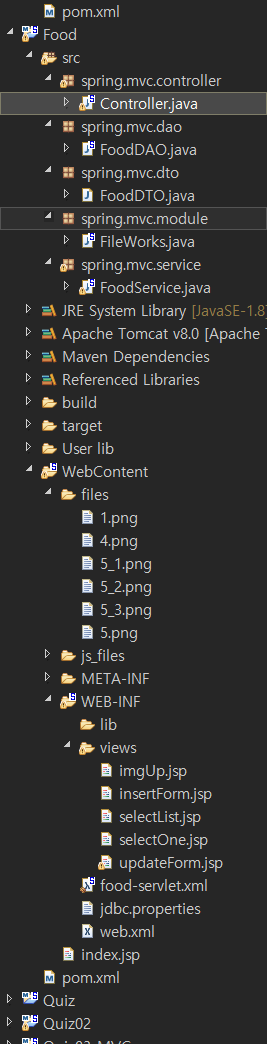 pom.xml
Food
src
spring.mvc.controller
Controller.java
spring.mvc.dao
FoodDAO.java
spring.mvc.dto
FoodDTO.java
spring.mvc.module
FileWorks.java
spring.mvc.service
FoodService.java
JRE System Library [JavaSE-1.8]
Apache Tomcat v8.0 [Apache T
Maven Dependencies
Referenced Libraries
build
target
User lib
WebContent
files
1.png
4.png
5_1.png
5_2.png
5_3.png
5.png
js_files
META-INF
WEB-INF
lib
views
imgUp.jsp
insertForm.jsp
selectList.jsp
selectOne.jsp
updateForm.jsp
food-servlet.xml
jdbc.properties
web.xml
index.jsp
pom.xml
Quiz
Quiz02